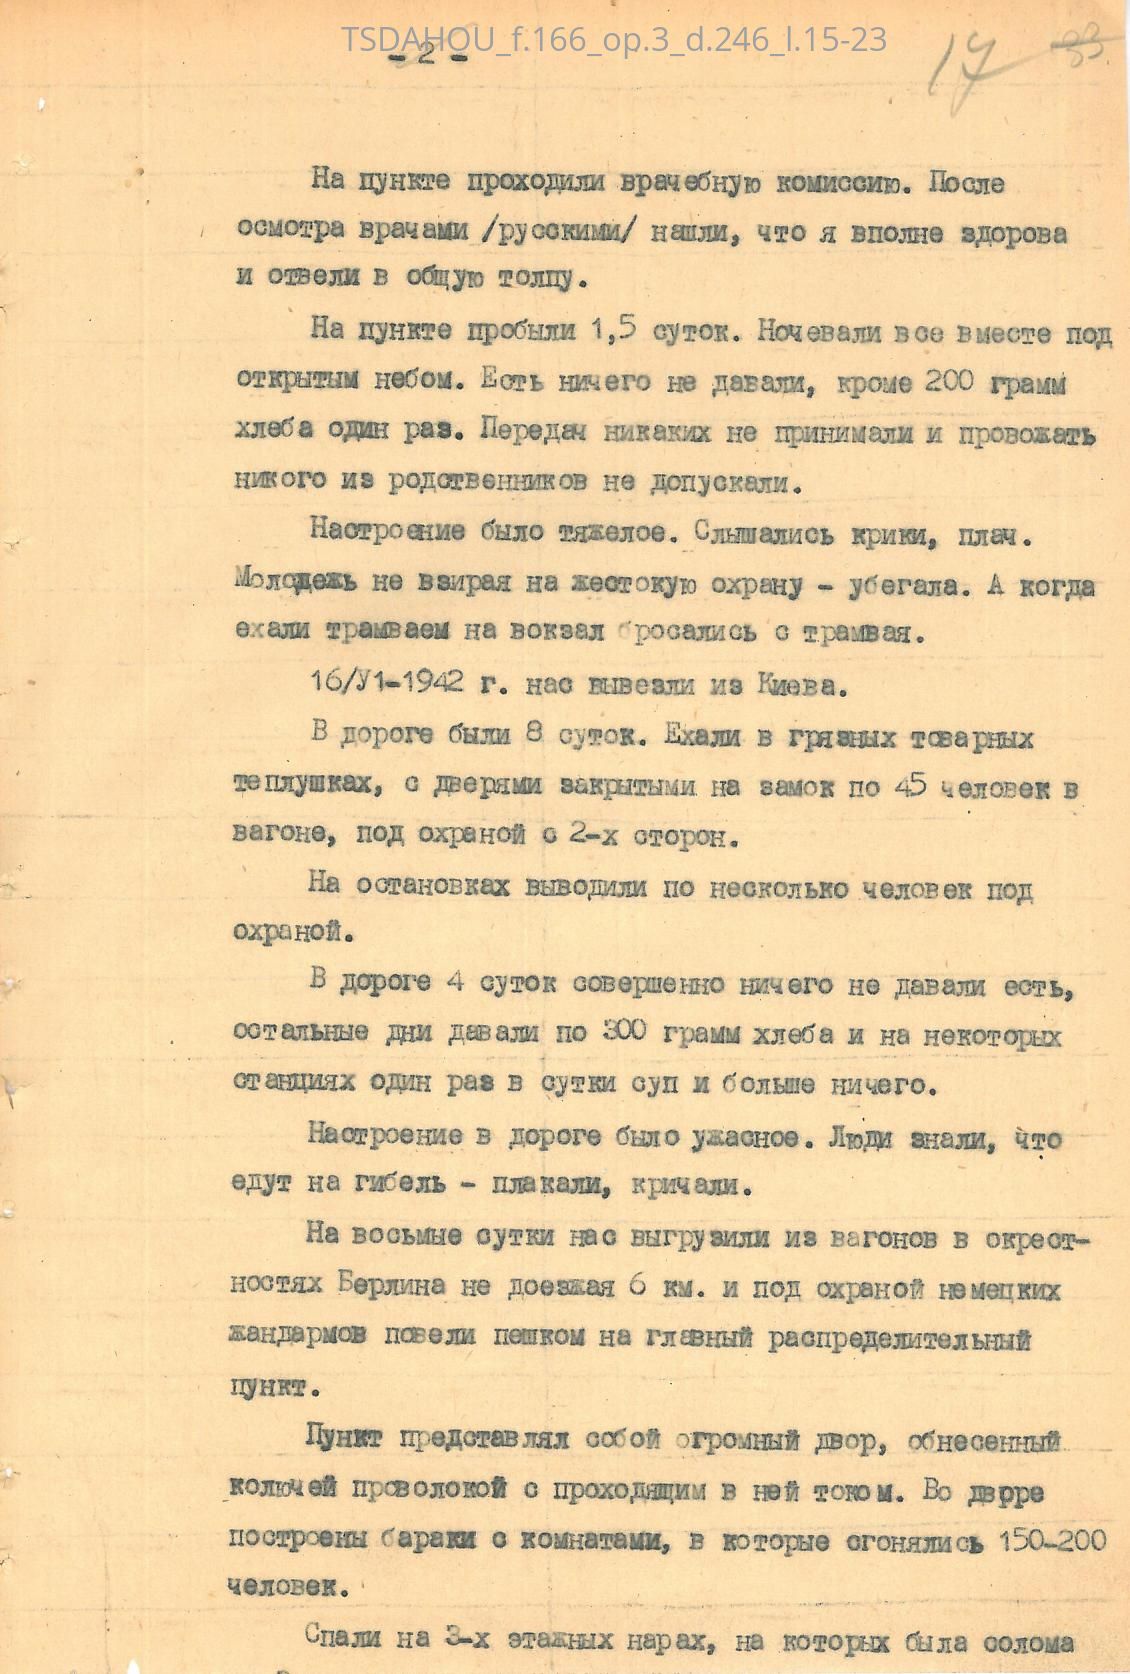 TSDAHOU_f.166_op.3_d.246_l.15-23
- 2 -
17 33.
На пункте проходили врачебную комиссию. После
осмотра врачами /русскими/ нашли, что я вполне здорова
и отвели в общую толпу.
На пункте пробыли 1,5 суток. Ночевали все вместе под
открытым небом. Есть ничего не давали, кроме 200 грамм
хлеба один раз. Передач никаких не принимали и провожать
никого из родственников не допускали.
Настроение было тяжелое. Слышались крики, плач.
Молодежь не взирая на жестокую охрану - убегала. А когда
ехали трамваем на вокзал бросались с трамвая.
16/У1-1942 г. нас вывезли из Киева.
В дороге были 8 суток. Ехали в грязных товарных
теплушках, с дверями закрытыми на замок по 45 человек в
вагоне, под охраной с 2-х сторон.
На остановках выводили по несколько человек под
охраной.
В дороге 4 суток совершенно ничего не давали есть,
остальные дни давали по 300 грамм хлеба и на некоторых
станциях один раз в сутки суп и больше ничего.
Настроение в дороге было ужасное. Люди знали, что
едут на гибель - плакали, кричали.
На восьмые сутки нас выгрузили из вагонов в окрест-
ностях Берлина не доезжая 6 км. и под охраной немецких
жандармов повели пешком на главный распределительный
пункт.
Пункт представлял собой огромный двор, обнесенный
колючей проволокой с проходящим в ней током. Во дворе
построены бараки с комнатами, в которые сгонялись 150-200
человек.
Спали на 3-х этажных нарах, на которых была солома